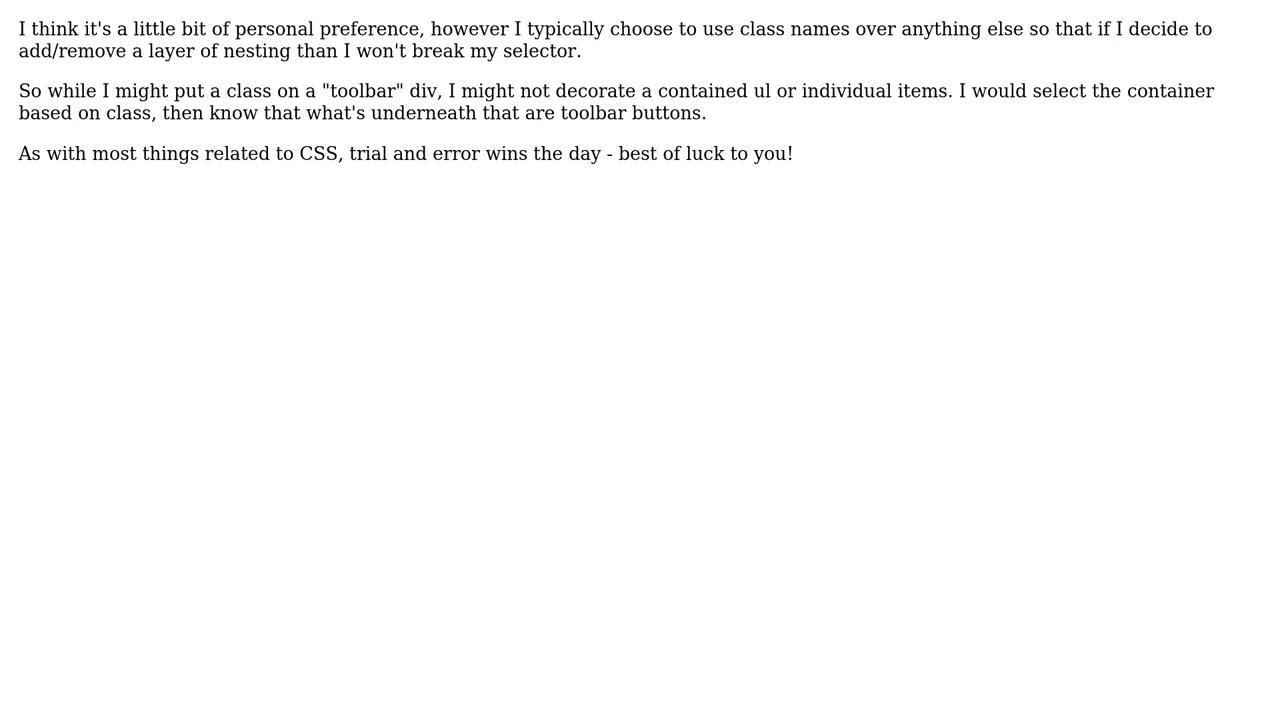 I think it's a little bit of personal preference, however I typically choose to use class names over anything else so that if I decide to
add/remove a layer of nesting than I won't break my selector.
So while I might put a class on a "toolbar" div, I might not decorate a contained ul or individual items. I would select the container
based on class, then know that what's underneath that are toolbar buttons.
As with most things related to CSS, trial and error wins the day - best of luck to you!